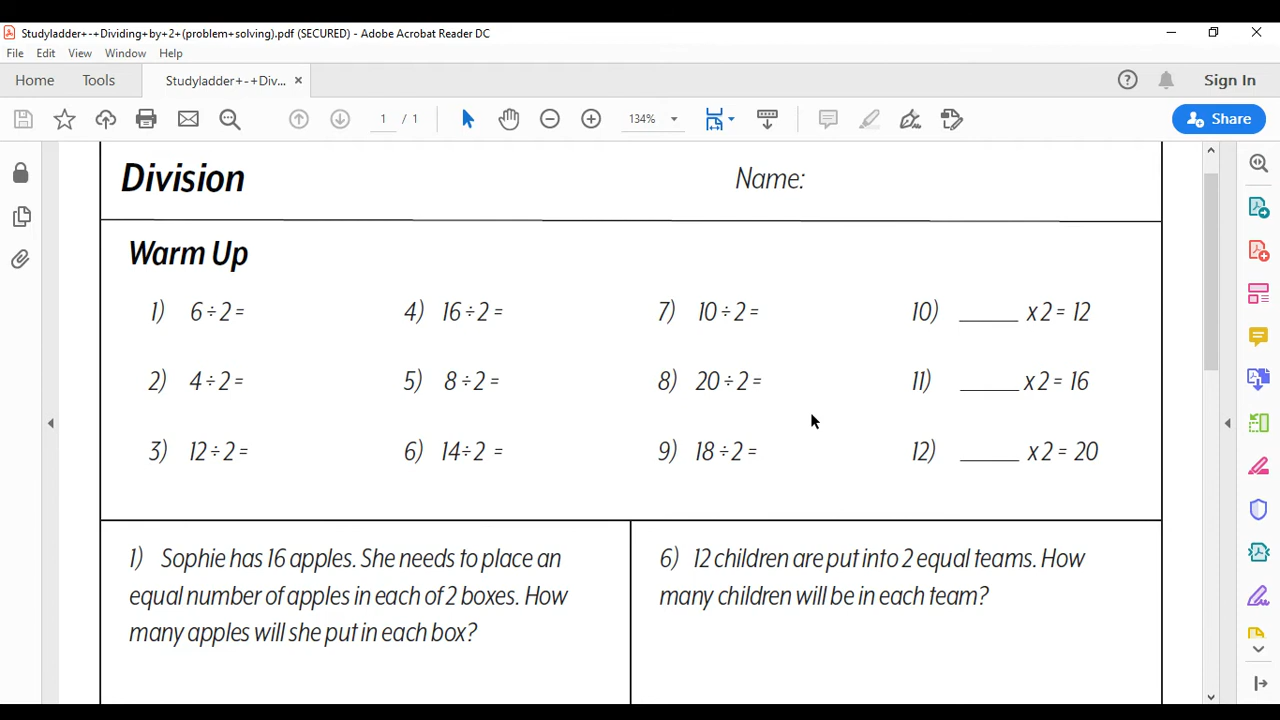 Studyladder+-+Dividing+by+2+(problem+solving).pdf (SECURED) - Adobe Acrobat Reader DC
File Edit View Window Help
Home Tools Studyladder+-+Div... × Sign In
1 / 1 134% Share
Division Name:
Warm Up
1) 6÷2= 4) 16÷2= 7) 10÷2= 10) _____ x2= 12
2) 4÷2= 5) 8÷2= 8) 20÷2= 11) _____ x2= 16
3) 12÷2= 6) 14÷2 = 9) 18÷2= 12) _____ x2= 20
1) Sophie has 16 apples. She needs to place an
equal number of apples in each of 2 boxes. How
many apples will she put in each box?
6) 12 children are put into 2 equal teams. How
many children will be in each team?